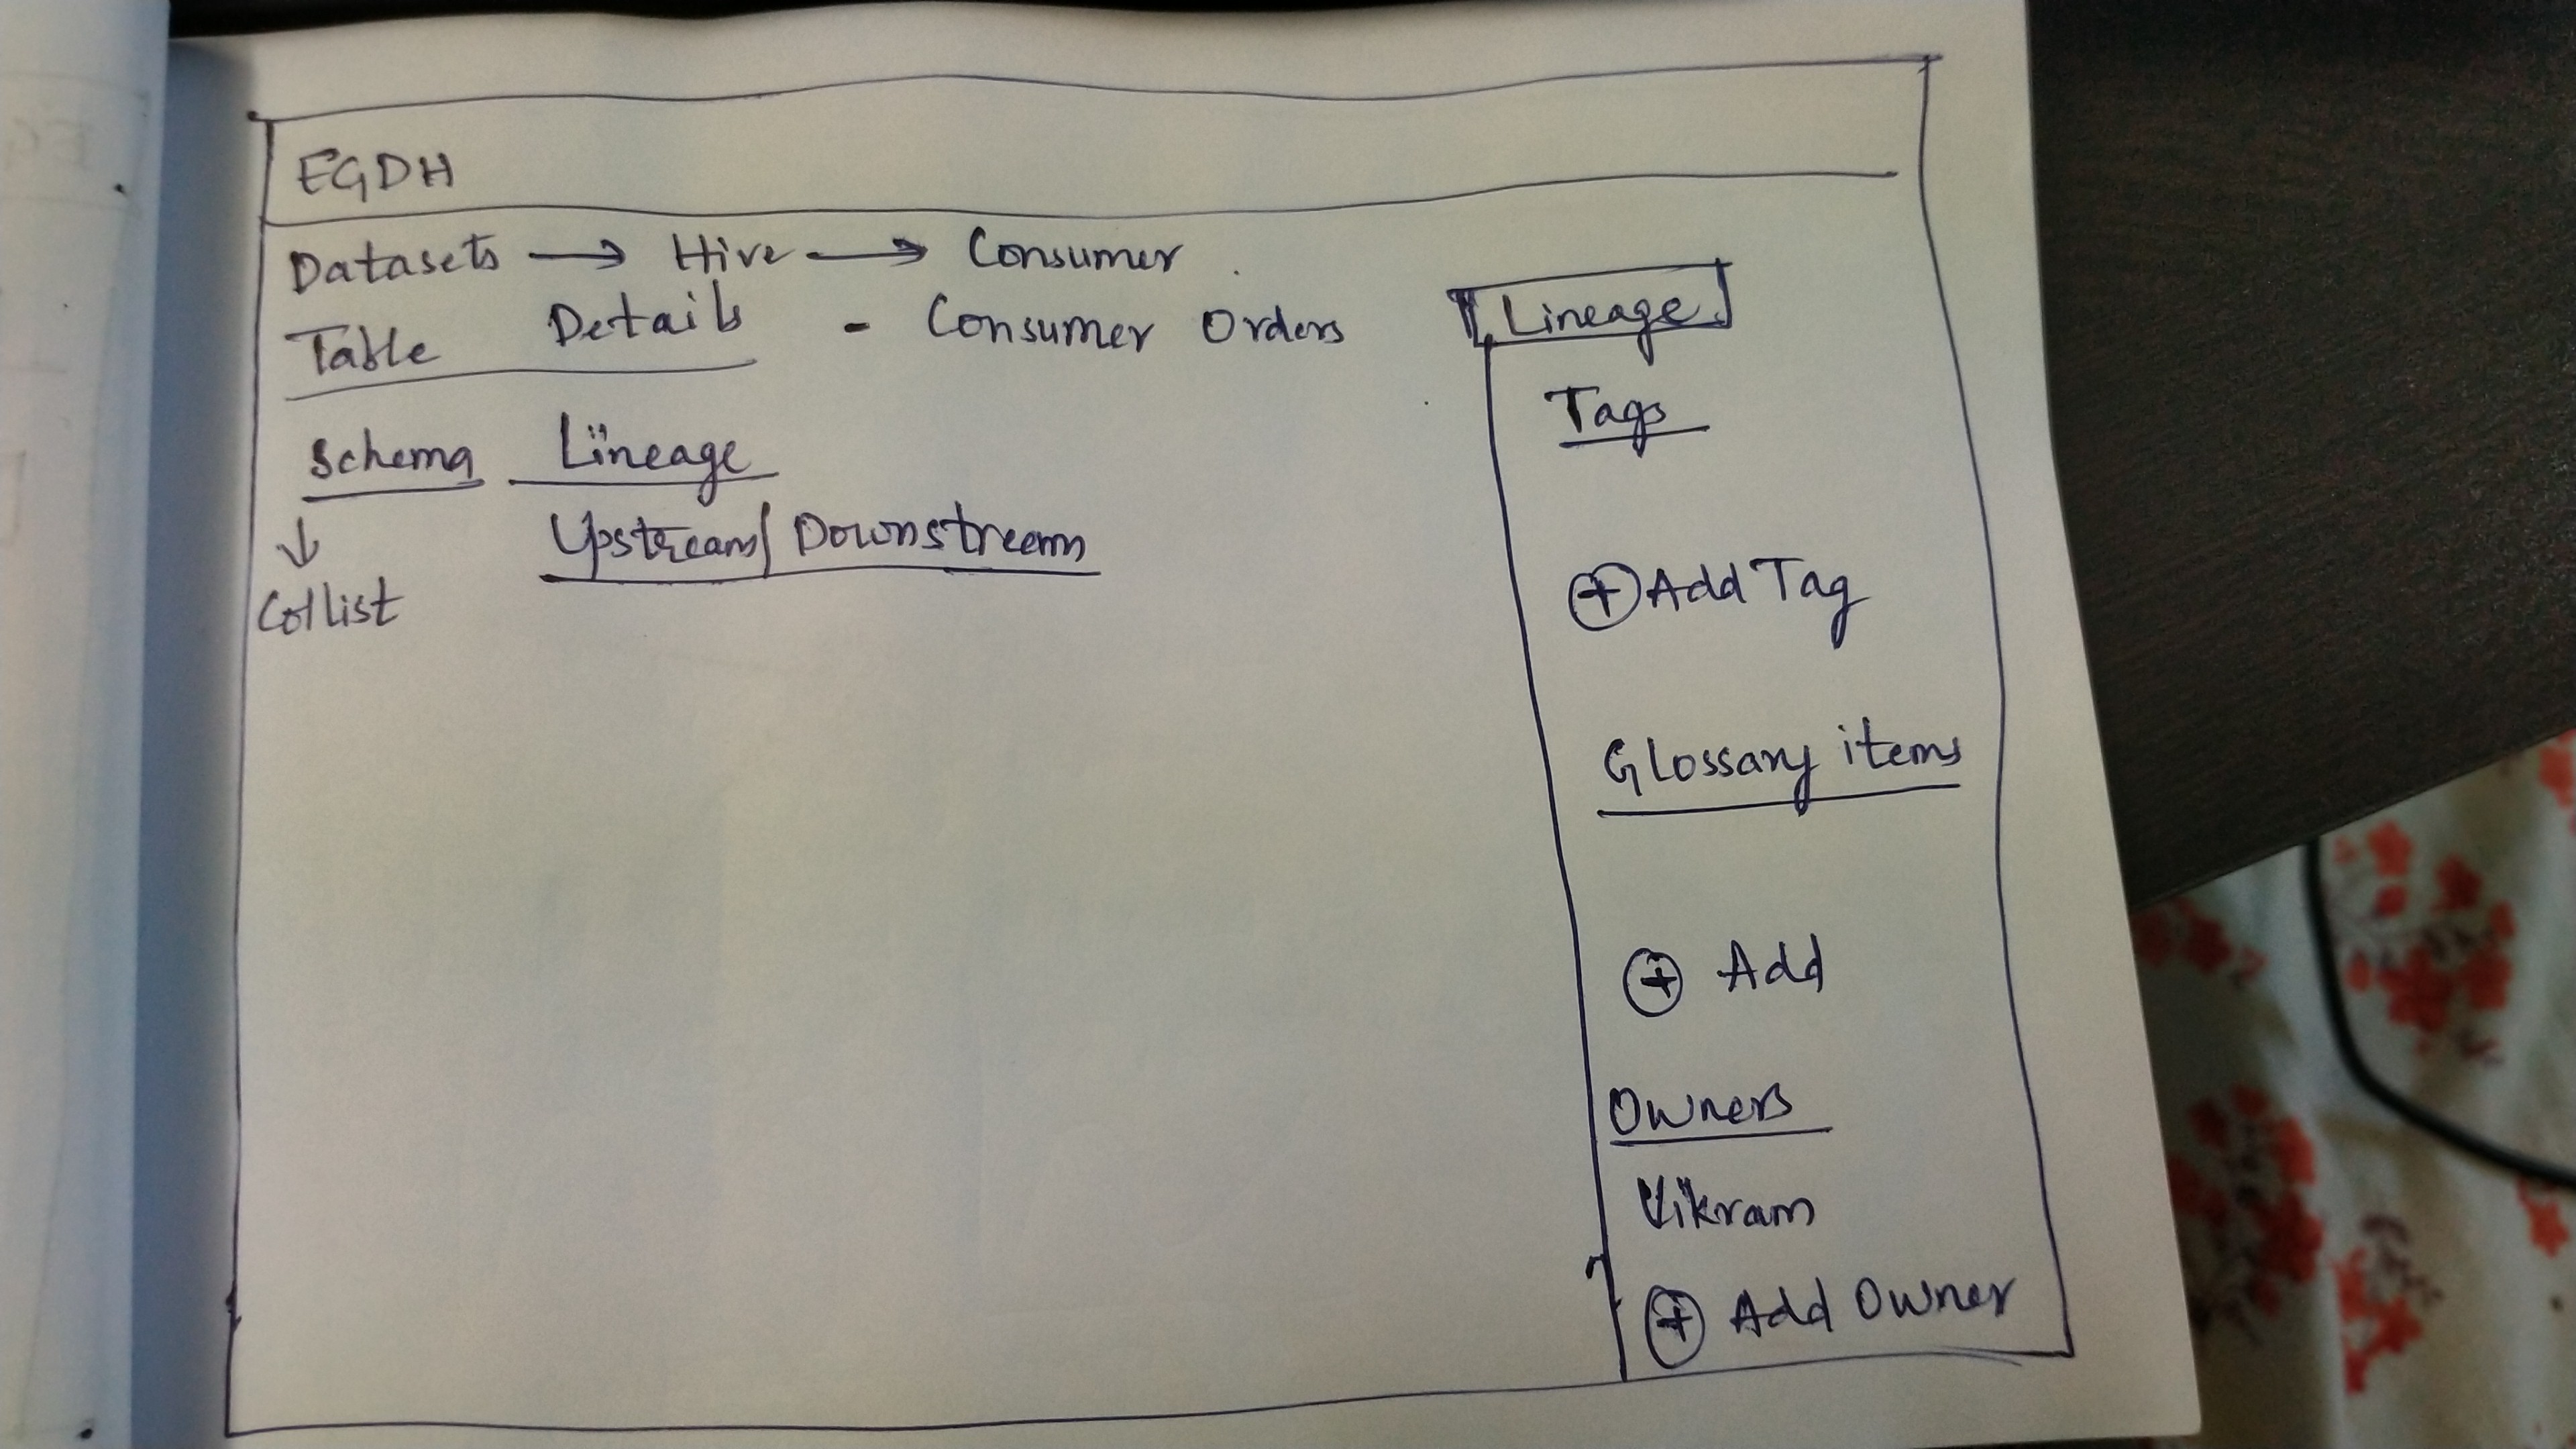 EGDH
Datasets → Hive → Consumer
Table Details - Consumer Orders
Lineage
Schema Lineage
↓ Upstream/Downstream
Col list
Tags
+ Add Tag
Glossary items
+ Add
Owners
Vikram
+ Add Owner